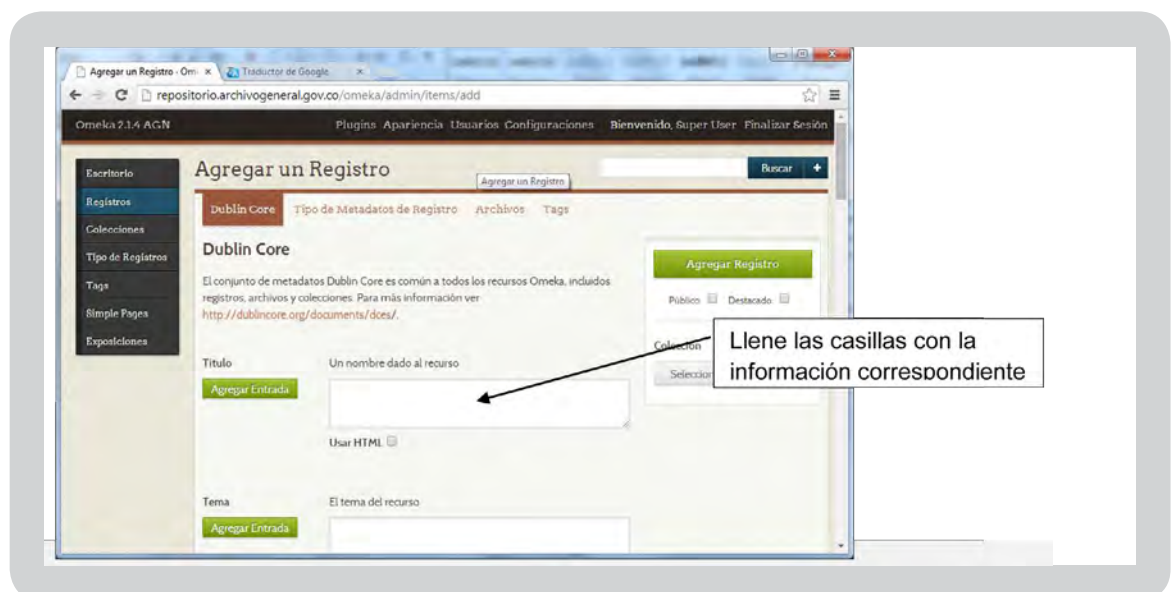 Agregar un Registro - Om
Traductor de Google
repositorio.archivogeneral.gov.co/omeka/admin/items/add
Omeka 2.1.4 AGN
Plugins Apariencia Usuarios Configuraciones
Bienvenido, Super User Finalizar Sesión
Escritorio
Registros
Colecciones
Tipo de Registros
Tags
Simple Pages
Exposiciones
Agregar un Registro
Agregar un Registro
Buscar +
Dublin Core Tipo de Metadatos de Registro Archivos Tags
Dublin Core
El conjunto de metadatos Dublin Core es común a todos los recursos Omeka, incluidos
registros, archivos y colecciones. Para más información ver
http://dublincore.org/documents/dces/.
Agregar Registro
Público Destacado
Colección
Seleccion
Llene las casillas con la
información correspondiente
Título
Un nombre dado al recurso
Agregar Entrada
Usar HTML
Tema
El tema del recurso
Agregar Entrada